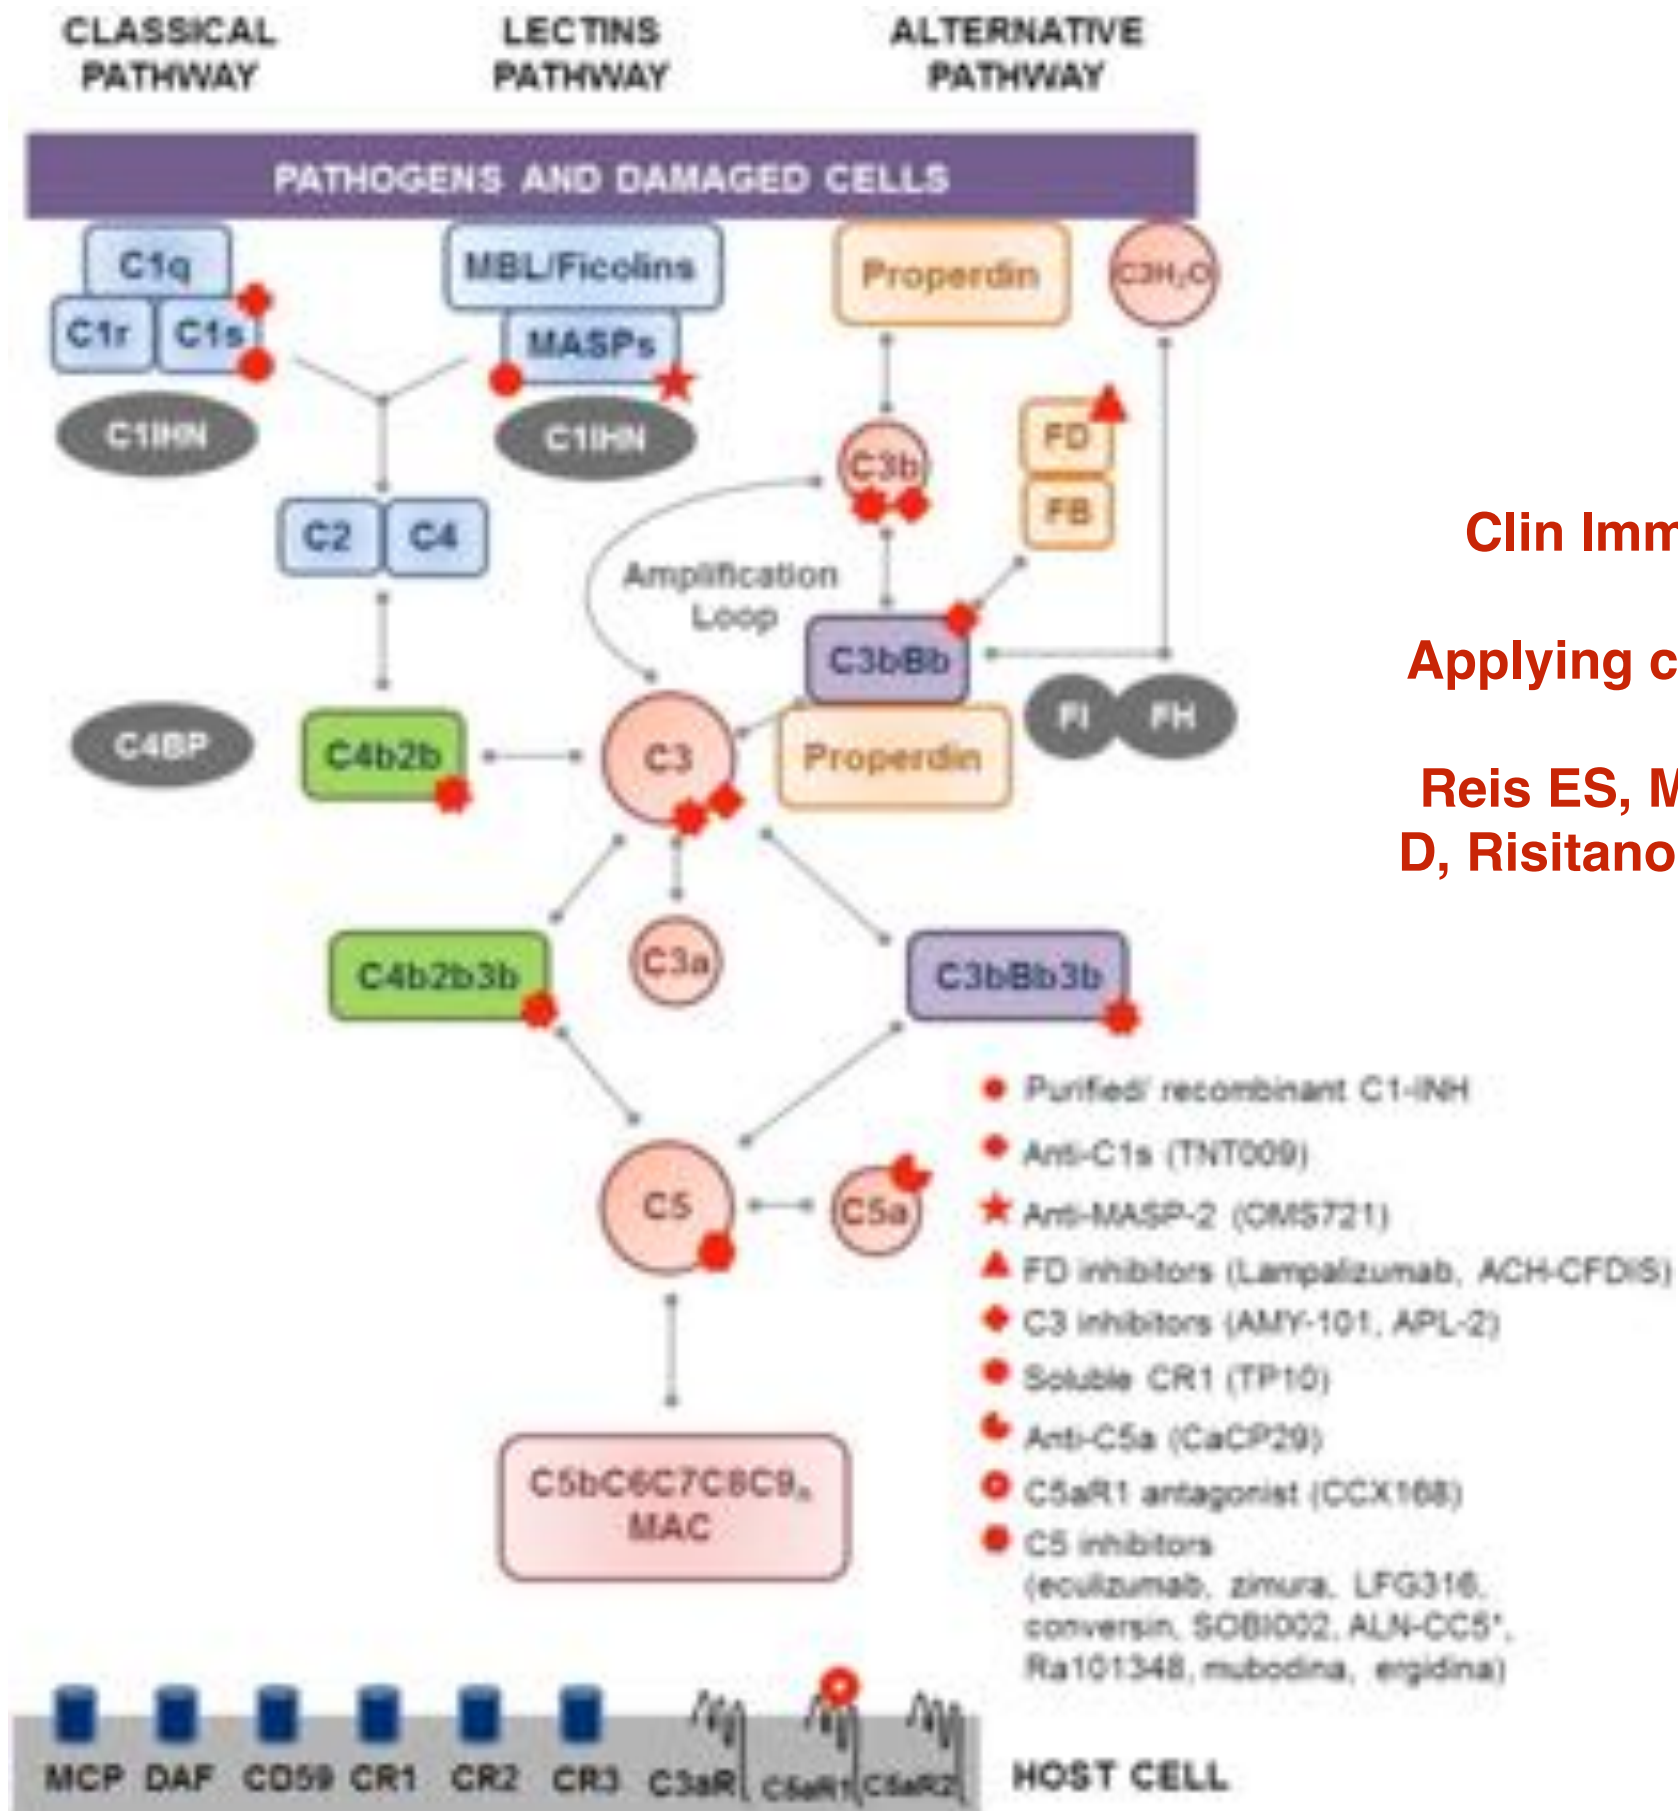 CLASSICAL
PATHWAY
LECTINS
PATHWAY
ALTERNATIVE
PATHWAY
PATHOGENS AND DAMAGED CELLS
C1q
C1r
C1s
MBL/Ficolins
MASPs
Properdin
C3H₂O
C1IHN
C1IHN
C3b
FD
FB
C2
C4
Amplification
Loop
C3bBb
Properdin
FI
FH
C4BP
C4b2b
C3
C3a
C4b2b3b
C3bBb3b
C5
C5a
C5bC6C7C8C9ₙ
MAC
Purified/ recombinant C1-INH
Anti-C1s (TNT009)
Anti-MASP-2 (OMS721)
FD inhibitors (Lampalizumab, ACH-CFDIS)
C3 inhibitors (AMY-101, APL-2)
Soluble CR1 (TP10)
Anti-C5a (CaCP29)
C5aR1 antagonist (CCX168)
C5 inhibitors
(eculizumab, zimura, LFG316,
conversin, SOBI002, ALN-CC5*,
Ra101348, mubodina, ergidina)
MCP
DAF
CD59
CR1
CR2
CR3
C3aR
C5aR1
C5aR2
HOST CELL
Clin Imm
Applying c
Reis ES, M
D, Risitano